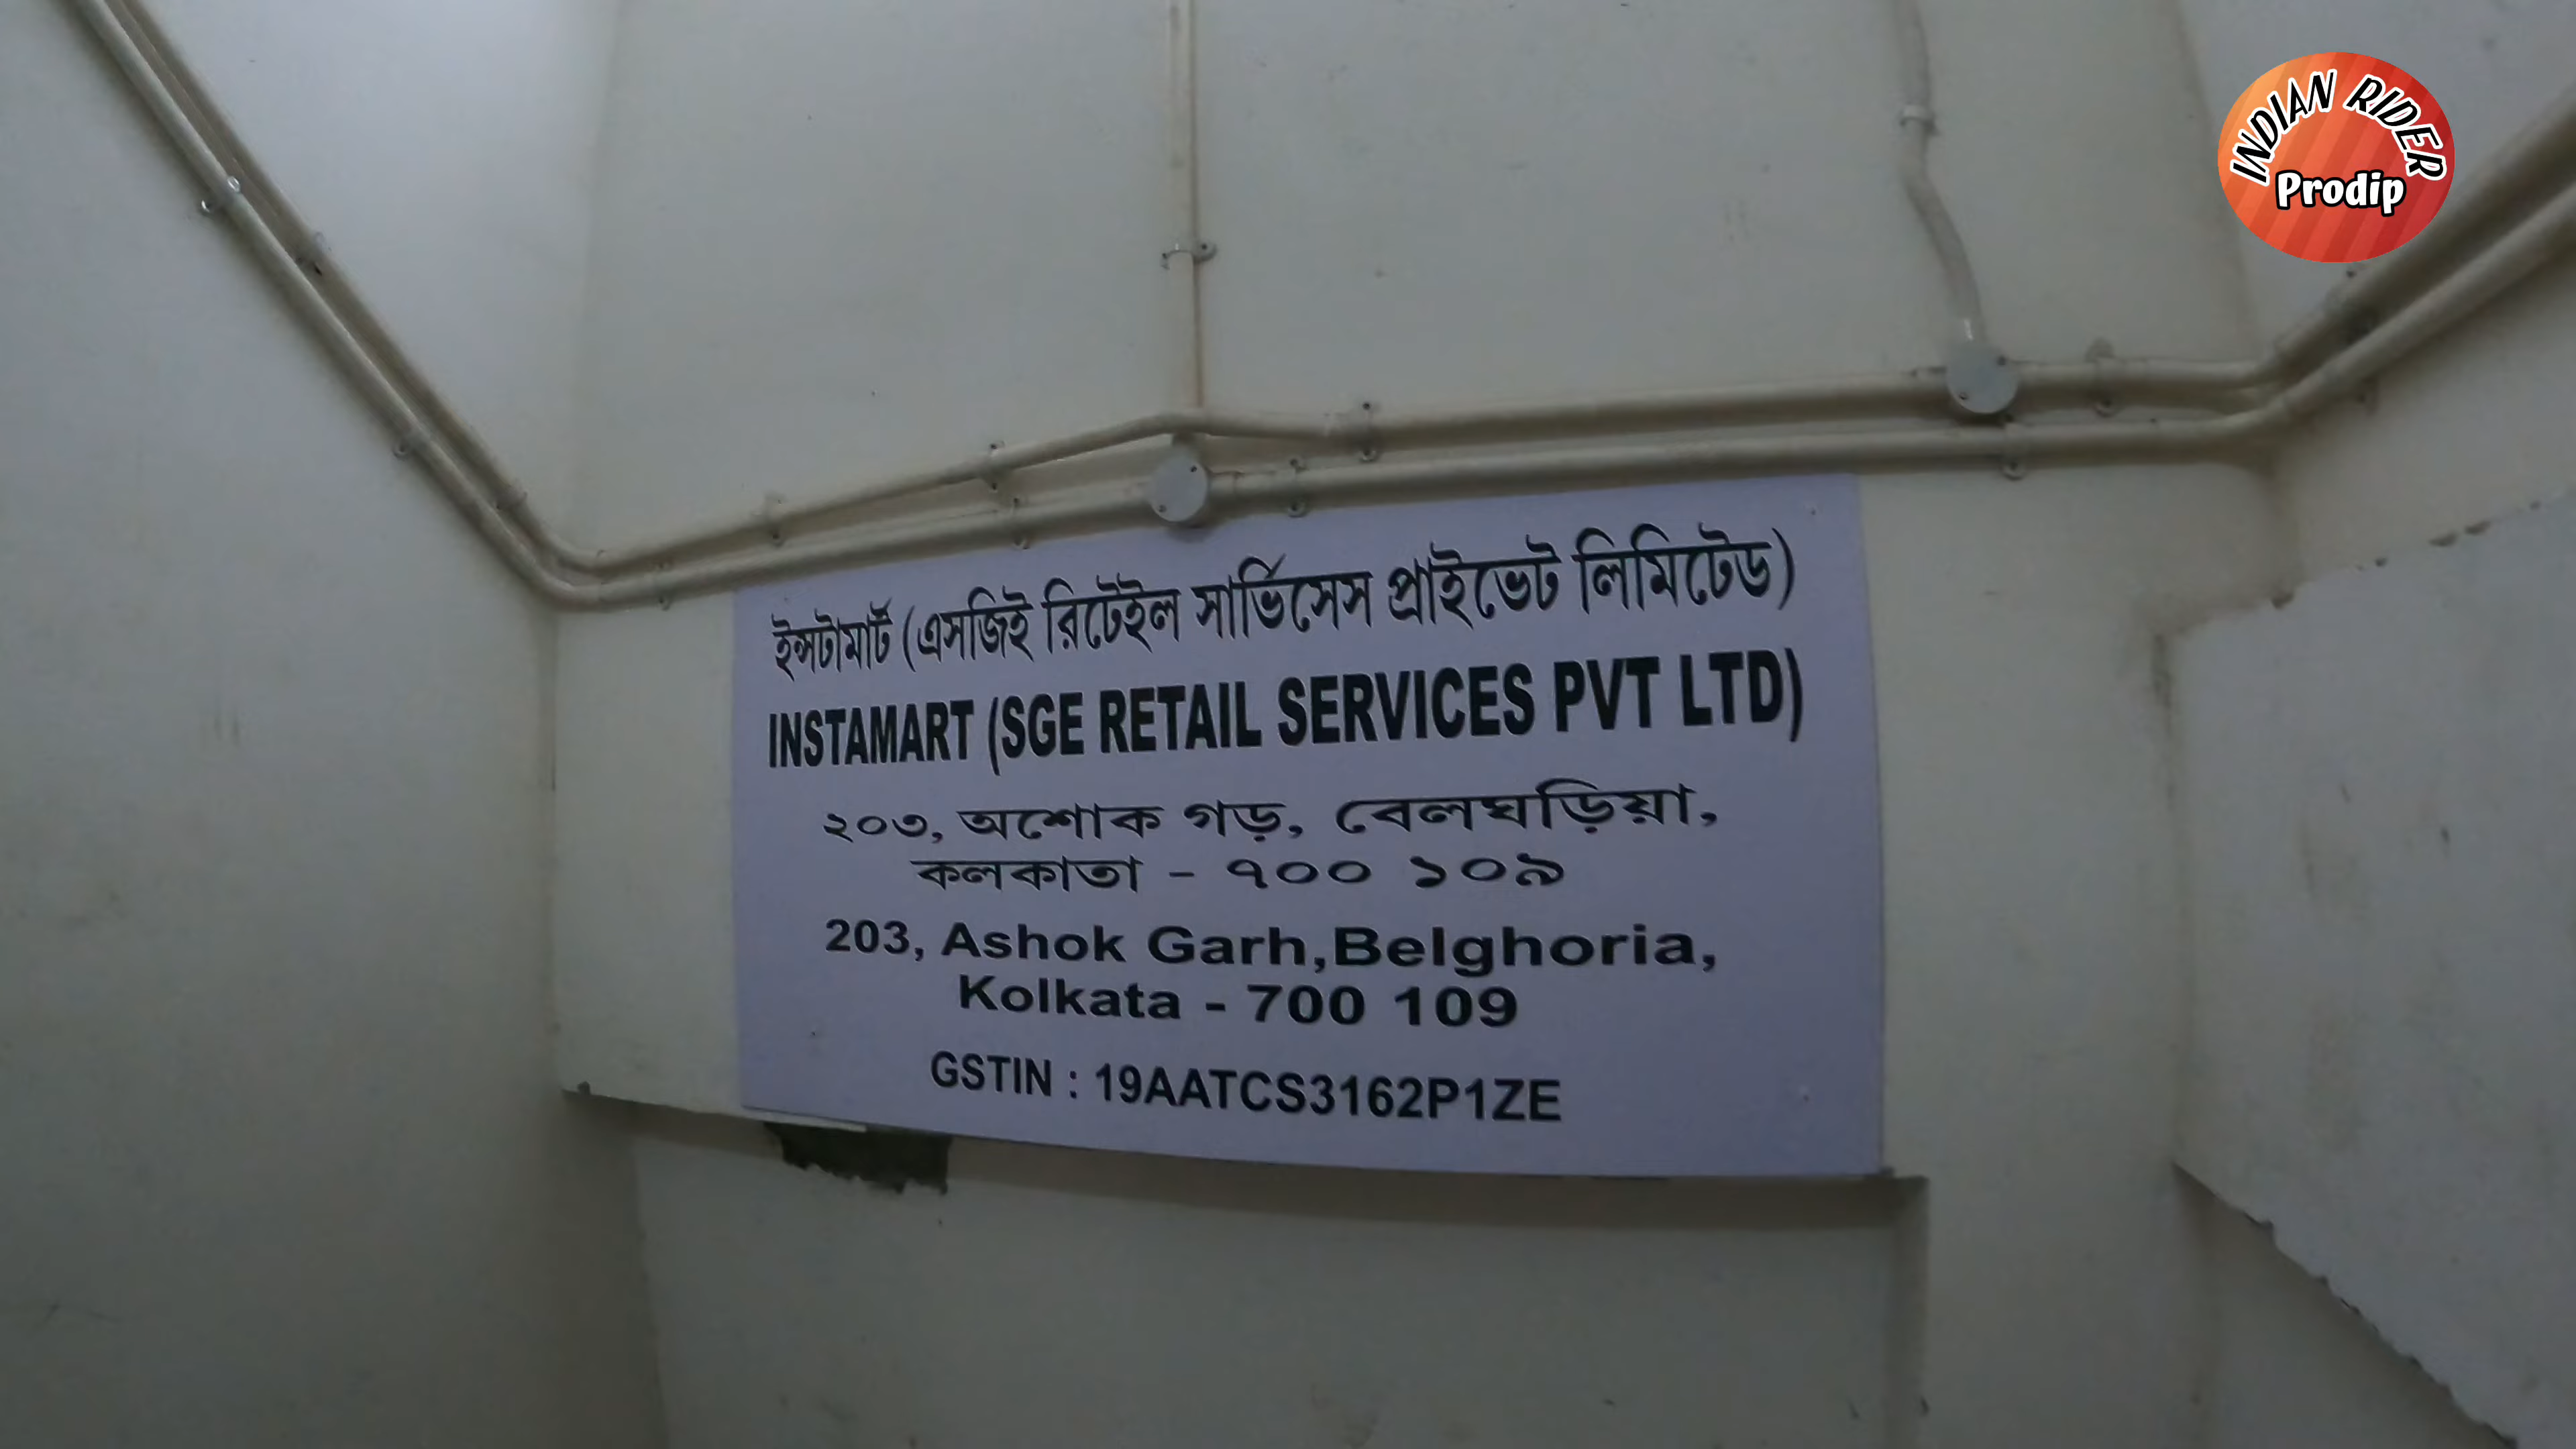 INDIAN RIDER
Prodip
ইন্সটামার্ট (এসজিই রিটেইল সার্ভিসেস প্রাইভেট লিমিটেড)
INSTAMART (SGE RETAIL SERVICES PVT LTD)
২০৩, অশোক গড়, বেলঘড়িয়া,
কলকাতা - ৭০০ ১০৯
203, Ashok Garh,Belghoria,
Kolkata - 700 109
GSTIN : 19AATCS3162P1ZE